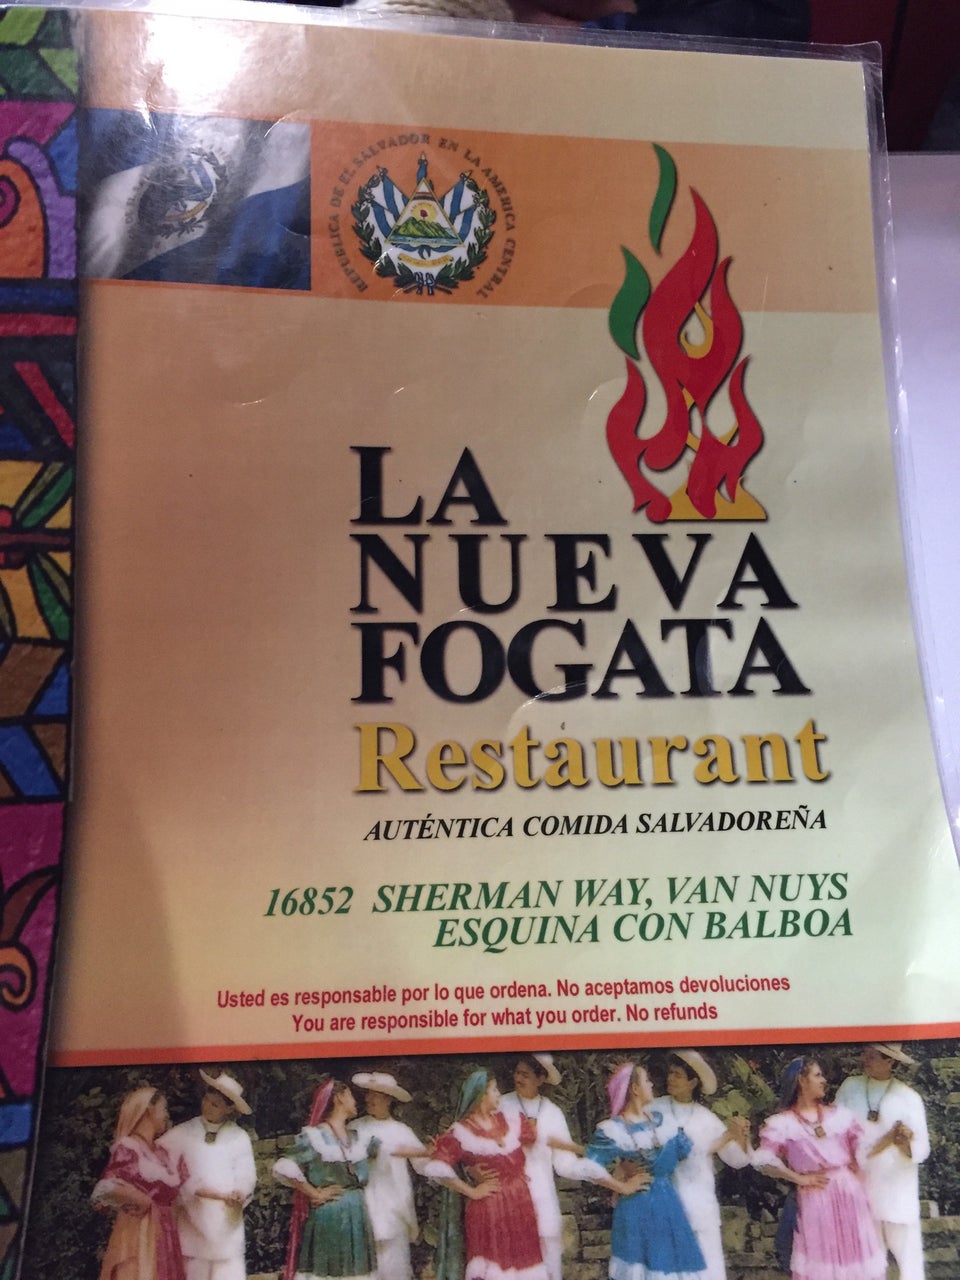 REPUBLICA DE EL SALVADOR EN LA AMERICA CENTRAL
LA
NUEVA
FOGATA
Restaurant
AUTÉNTICA COMIDA SALVADOREÑA
16852 SHERMAN WAY, VAN NUYS
ESQUINA CON BALBOA
Usted es responsable por lo que ordena. No aceptamos devoluciones
You are responsible for what you order. No refunds